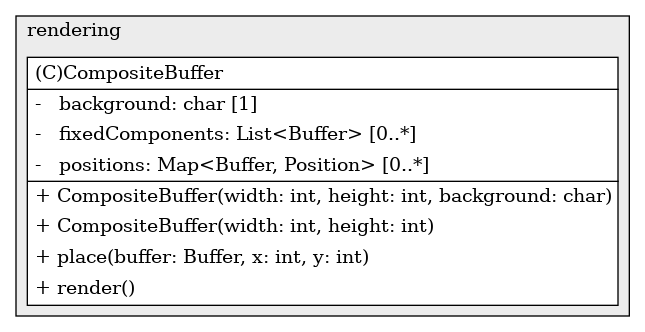 rendering
(C)CompositeBuffer
- background: char [1]
- fixedComponents: List<Buffer> [0..*]
- positions: Map<Buffer, Position> [0..*]
+ CompositeBuffer(width: int, height: int, background: char)
+ CompositeBuffer(width: int, height: int)
+ place(buffer: Buffer, x: int, y: int)
+ render()